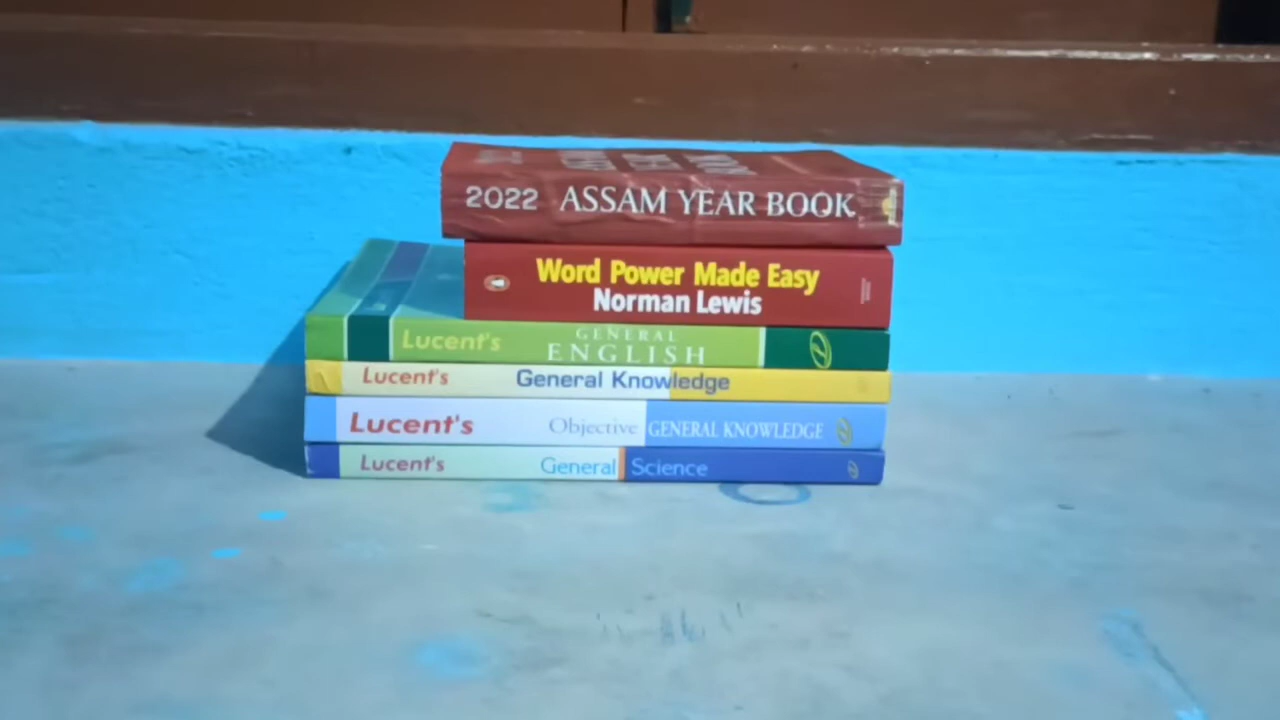 2022 ASSAM YEAR BOOK
Word Power Made Easy
Norman Lewis
Lucent's GENERAL
ENGLISH
Lucent's General Knowledge
Lucent's Objective GENERAL KNOWLEDGE
Lucent's General Science